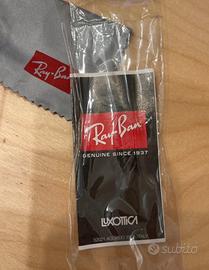 Ray-Ban
Ray-Ban
GENUINE SINCE 1937
LUXOTTICA
subito